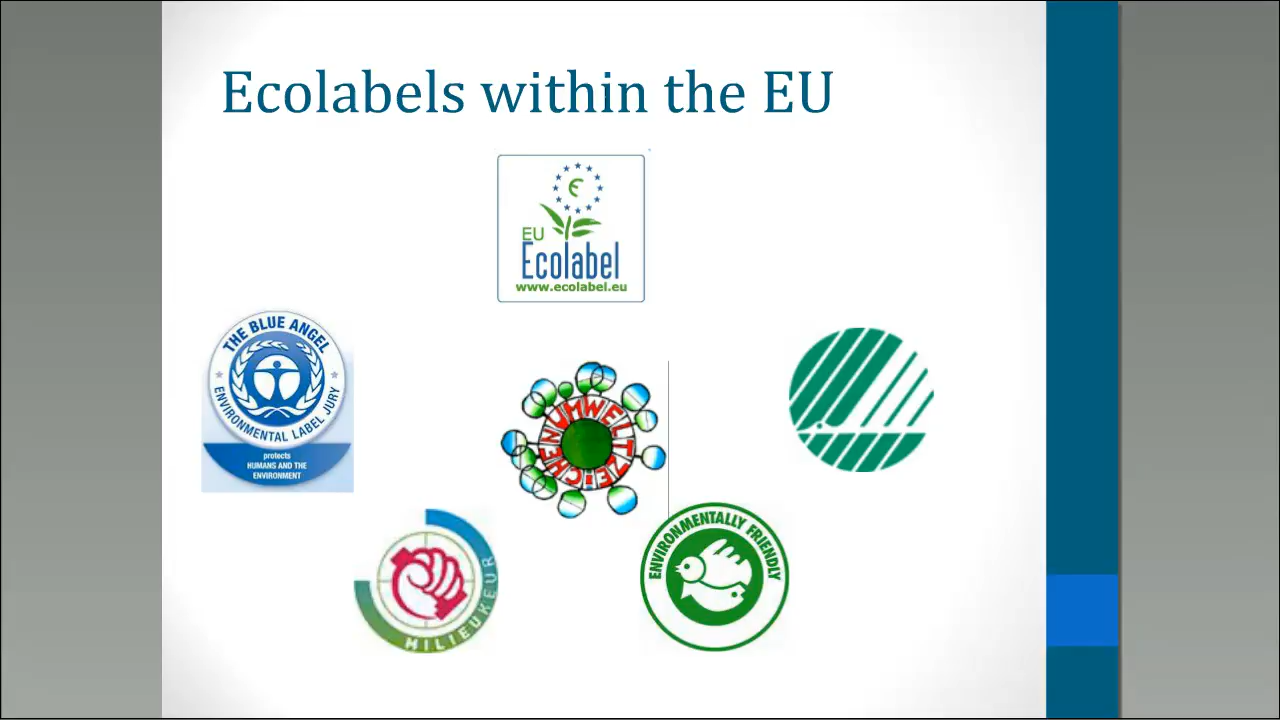 Ecolabels within the EU
EU
Ecolabel
www.ecolabel.eu
THE BLUE ANGEL
ENVIRONMENTAL LABEL JURY
protects
HUMANS AND THE
ENVIRONMENT
UMWELTZEICHEN
MILIEUKEUR
ENVIRONMENTALLY FRIENDLY